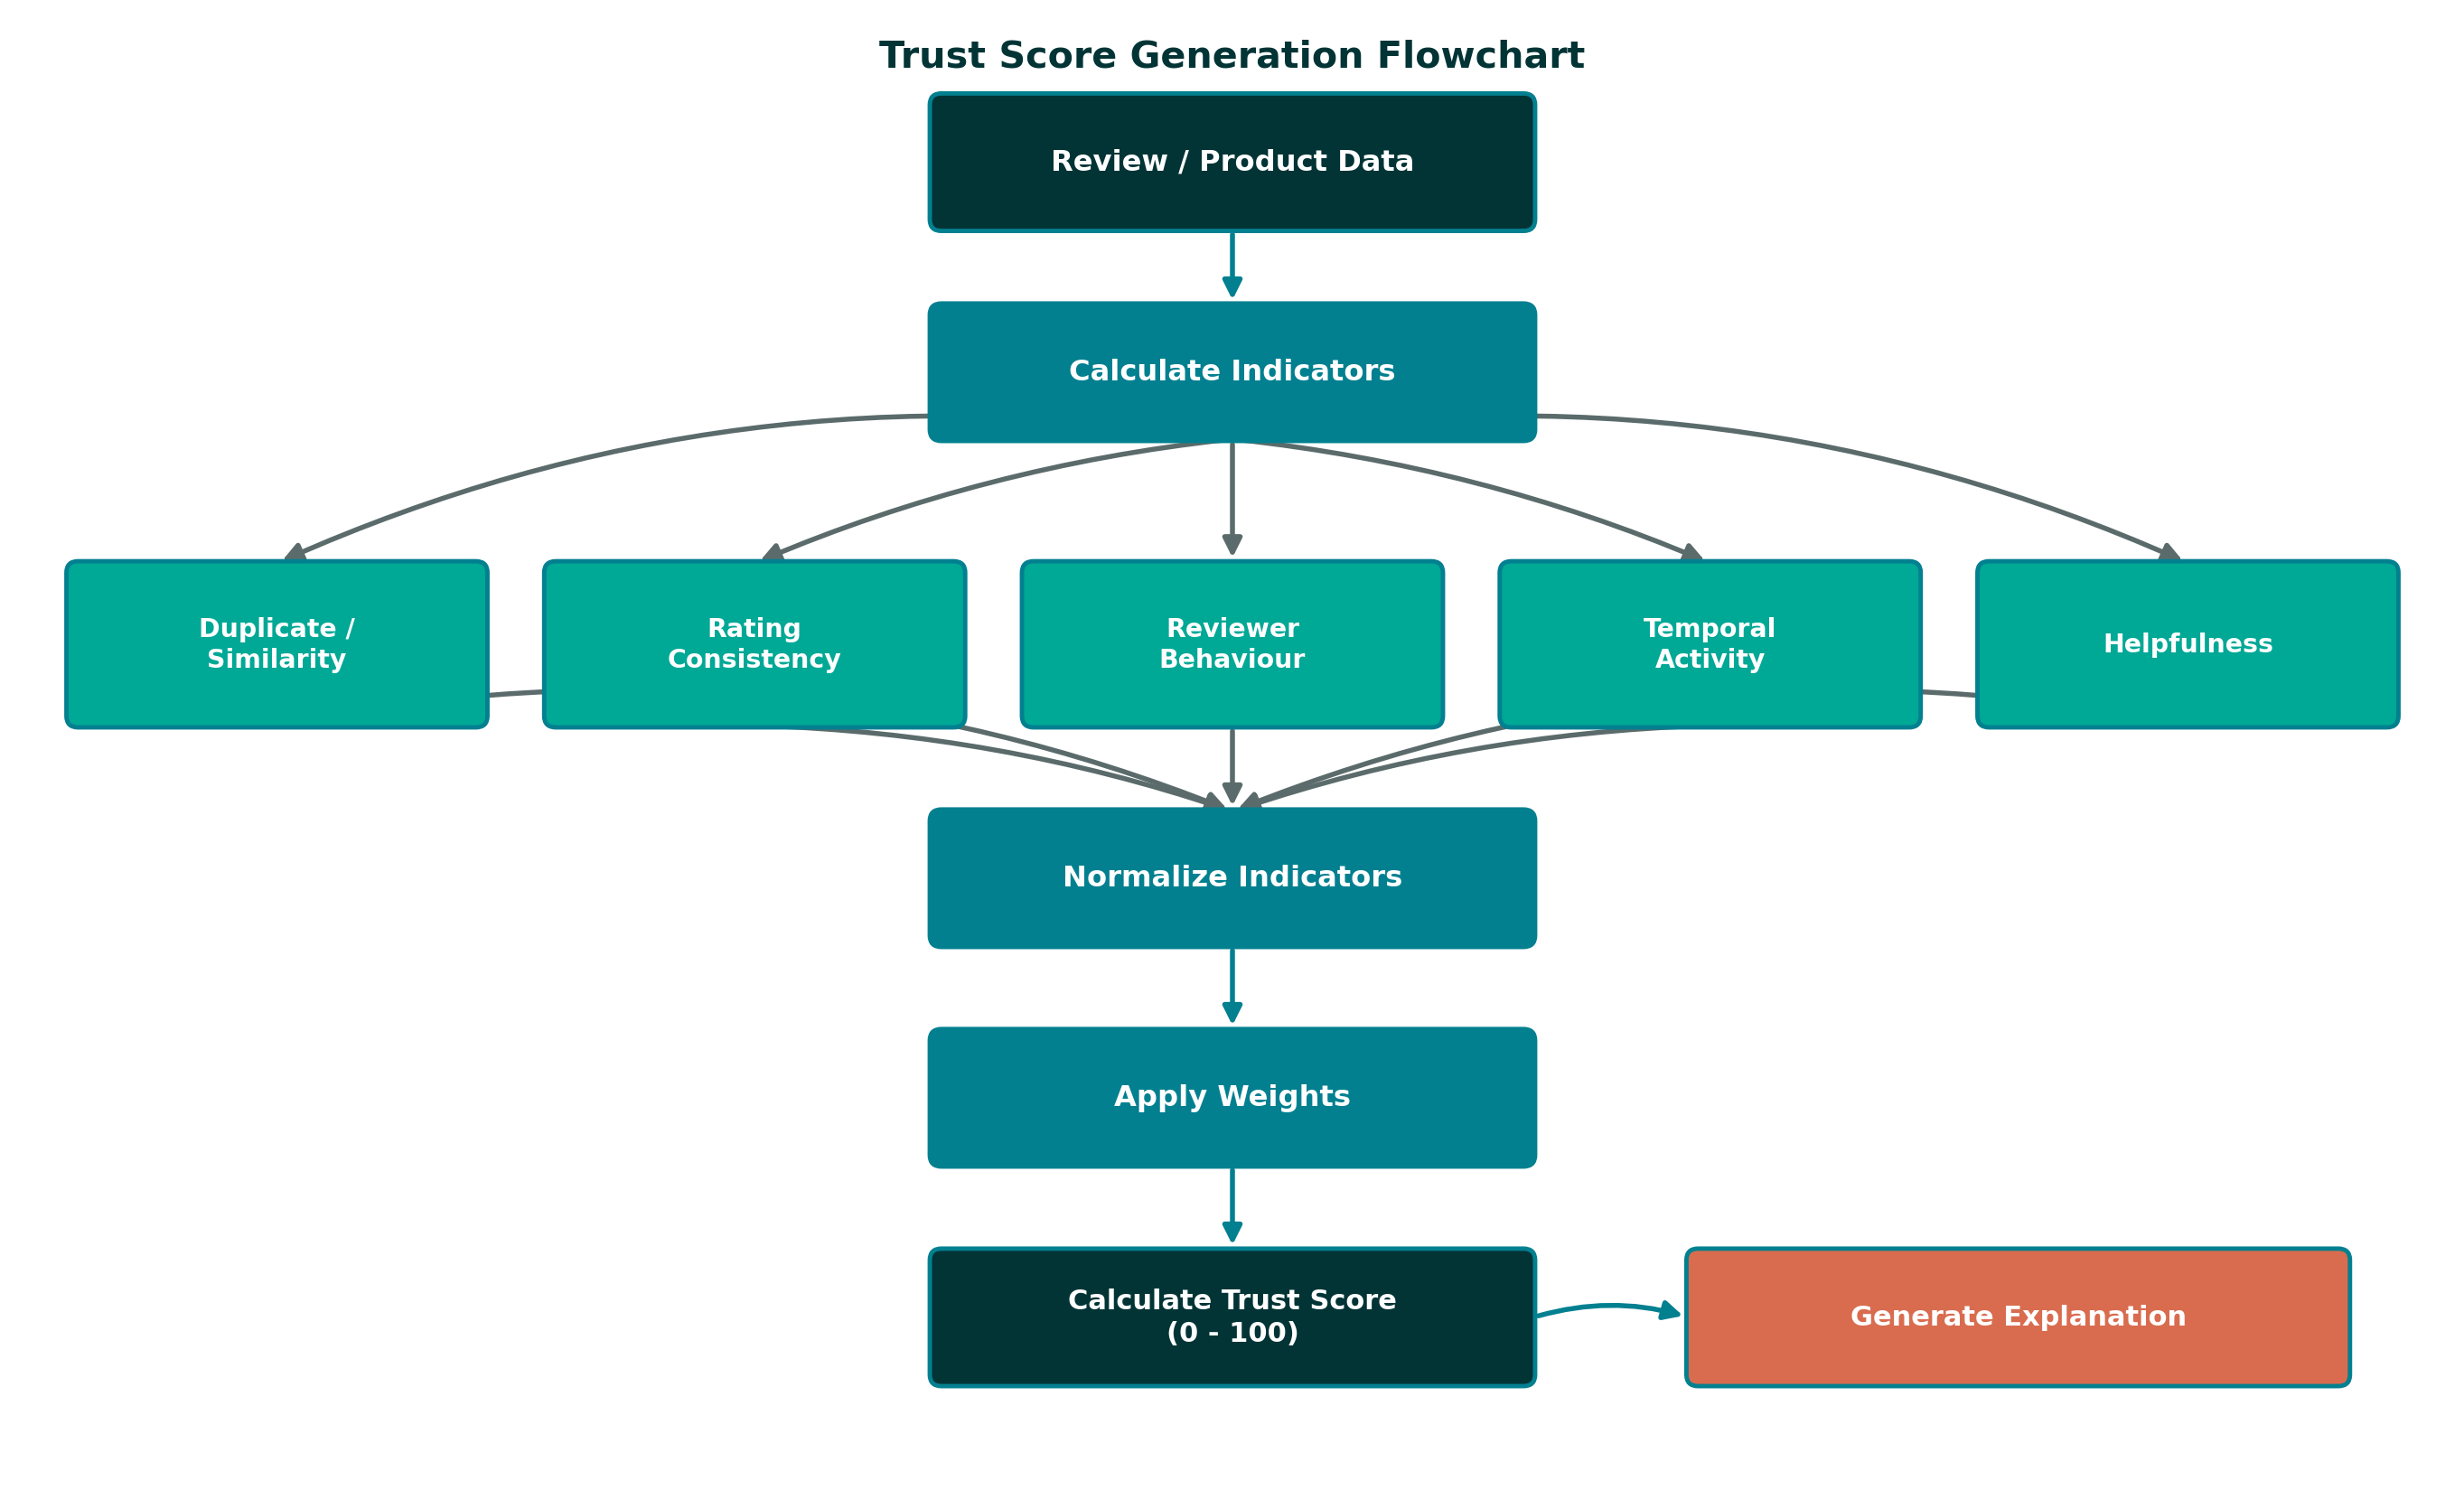 Trust Score Generation Flowchart
Review / Product Data
Calculate Indicators
Duplicate /
Similarity
Rating
Consistency
Reviewer
Behaviour
Temporal
Activity
Helpfulness
Normalize Indicators
Apply Weights
Calculate Trust Score
(0 - 100)
Generate Explanation